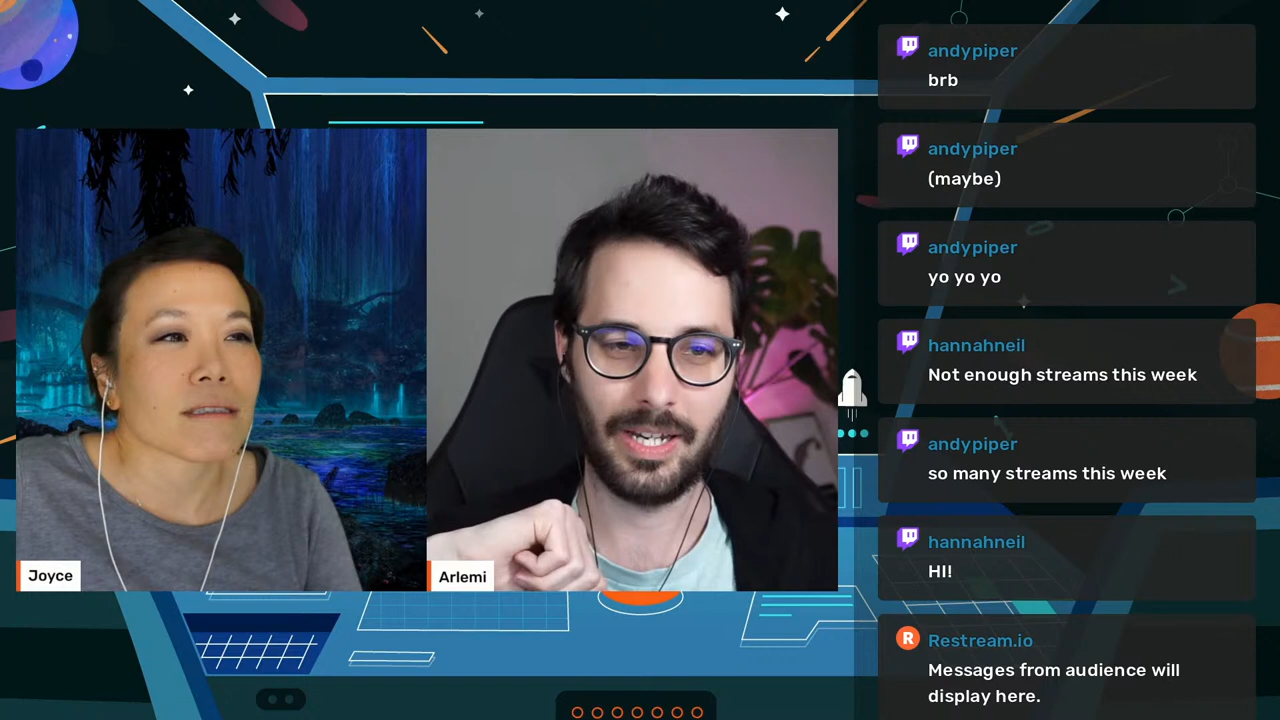 andypiper
brb
andypiper
(maybe)
andypiper
yo yo yo
hannahneil
Not enough streams this week
andypiper
so many streams this week
hannahneil
HI!
R
Restream.io
Messages from audience will
display here.
Joyce
Arlemi